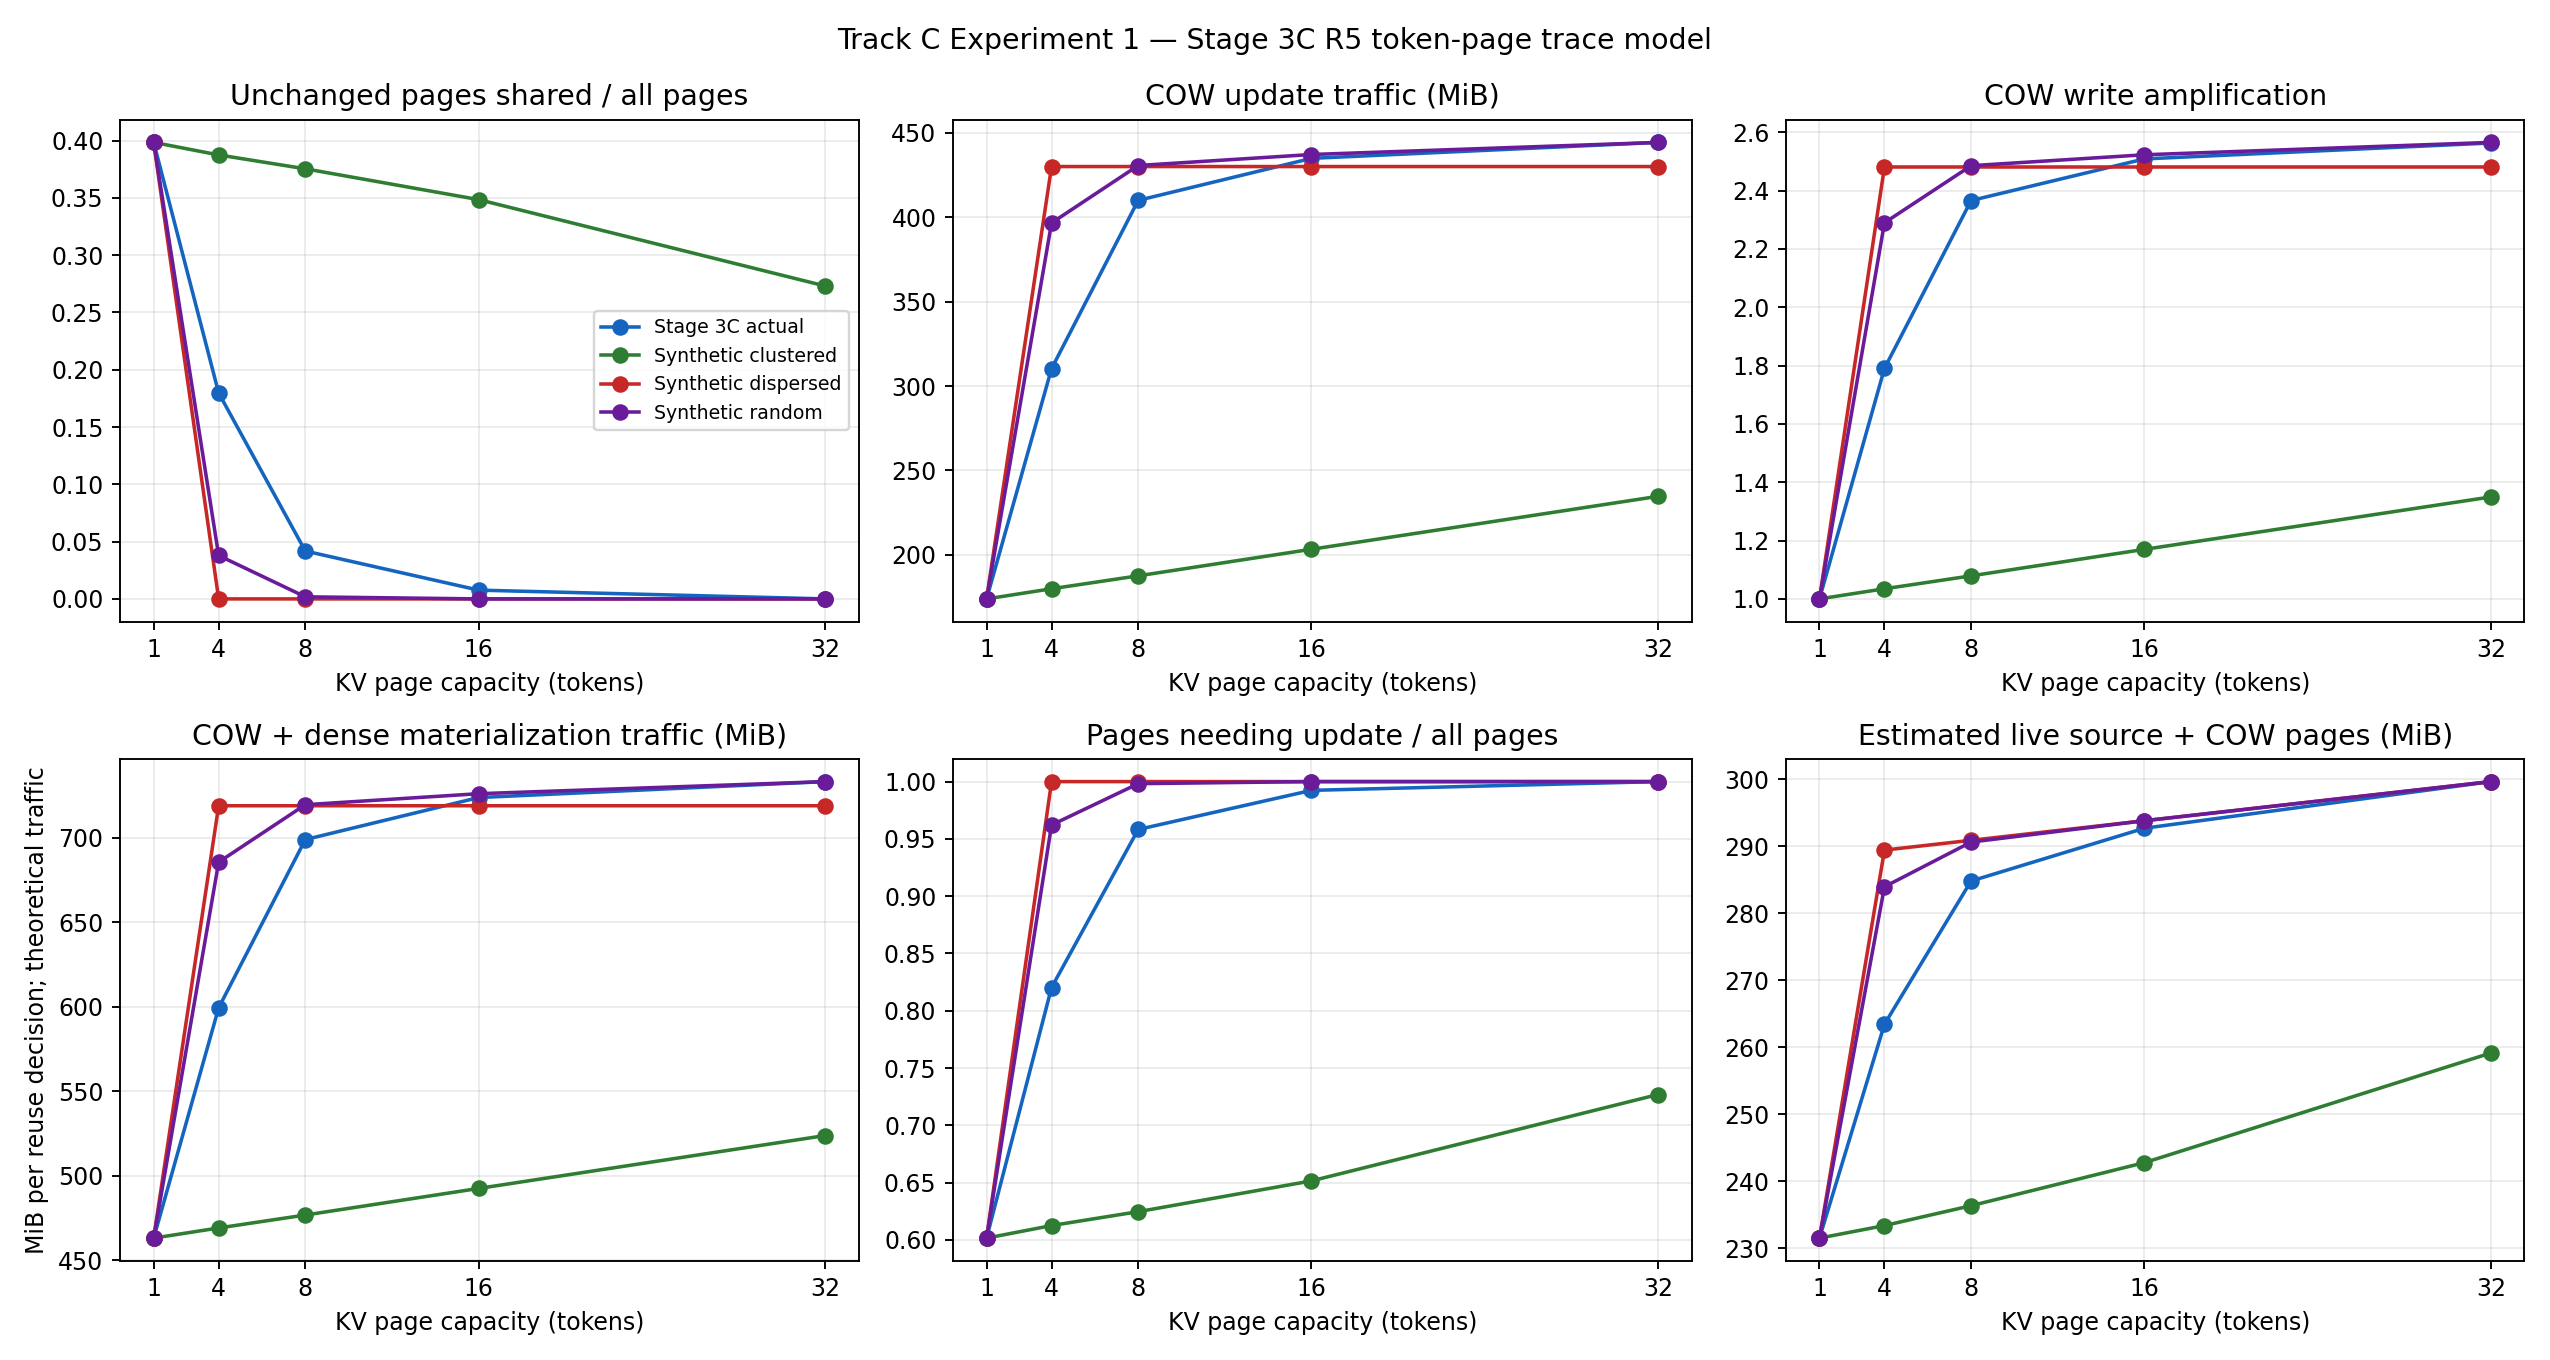 Track C Experiment 1 — Stage 3C R5 token-page trace model
Unchanged pages shared / all pages
0.40
0.35
0.30
0.25
0.20
0.15
0.10
0.05
0.00
Stage 3C actual
Synthetic clustered
Synthetic dispersed
Synthetic random
1 4 8 16 32
KV page capacity (tokens)
COW update traffic (MiB)
450
400
350
300
250
200
1 4 8 16 32
KV page capacity (tokens)
COW write amplification
2.6
2.4
2.2
2.0
1.8
1.6
1.4
1.2
1.0
1 4 8 16 32
KV page capacity (tokens)
COW + dense materialization traffic (MiB)
MiB per reuse decision; theoretical traffic
700
650
600
550
500
450
1 4 8 16 32
KV page capacity (tokens)
Pages needing update / all pages
1.00
0.95
0.90
0.85
0.80
0.75
0.70
0.65
0.60
1 4 8 16 32
KV page capacity (tokens)
Estimated live source + COW pages (MiB)
300
290
280
270
260
250
240
230
1 4 8 16 32
KV page capacity (tokens)